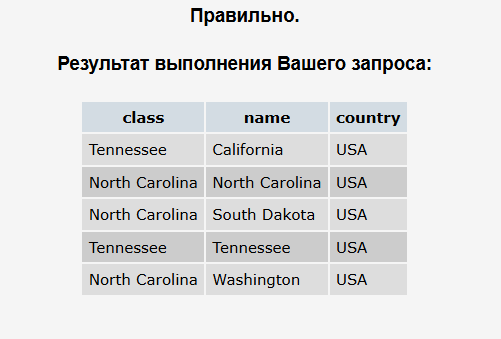 Правильно.
Результат выполнения Вашего запроса:
class name country
Tennessee California USA
North Carolina North Carolina USA
North Carolina South Dakota USA
Tennessee Tennessee USA
North Carolina Washington USA